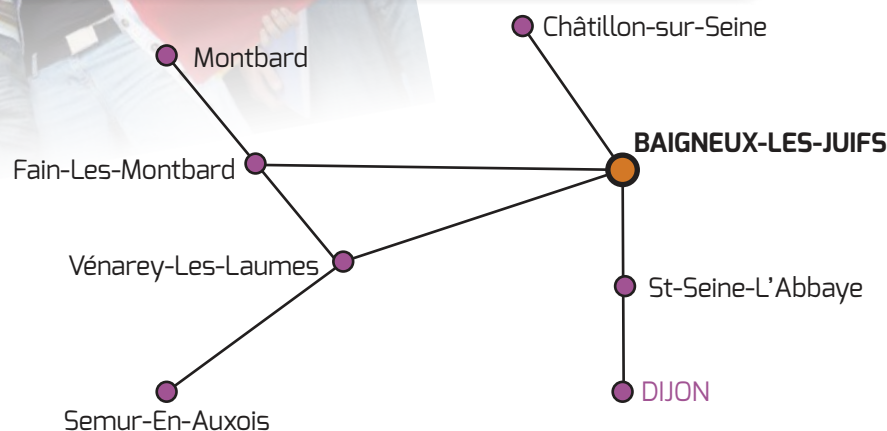 Châtillon-sur-Seine
Montbard
BAIGNEUX-LES-JUIFS
Fain-Les-Montbard
Vénarey-Les-Laumes
St-Seine-L'Abbaye
DIJON
Semur-En-Auxois